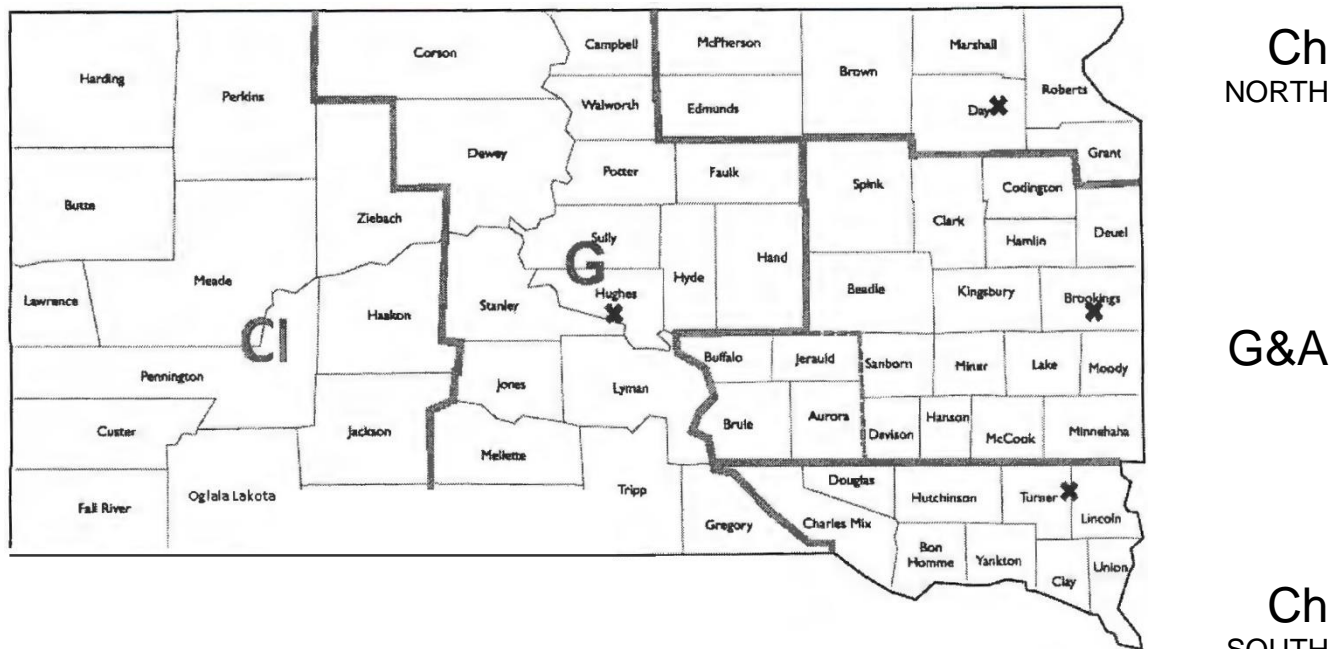 Harding
Perkins
Corson
Campbell
McPherson
Brown
Marshall
Roberts
Walworth
Edmunds
Day
Grant
Butte
Ziebach
Dewey
Potter
Faulk
Spink
Clark
Codington
Hamlin
Deuel
Lawrence
Meade
Haakon
Stanley
Sully
Hughes
Hyde
Hand
Beadle
Kingsbury
Brookings
CI
G
Pennington
Custer
Fall River
Oglala Lakota
Jackson
Jones
Mellette
Lyman
Tripp
Gregory
Buffalo
Jerauld
Brule
Aurora
Sanborn
Miner
Lake
Moody
Davison
Hanson
McCook
Minnehaha
Douglas
Charles Mix
Hutchinson
Turner
Lincoln
Bon
Homme
Yankton
Clay
Union
Ch
NORTH
G&A
Ch
SOUTH